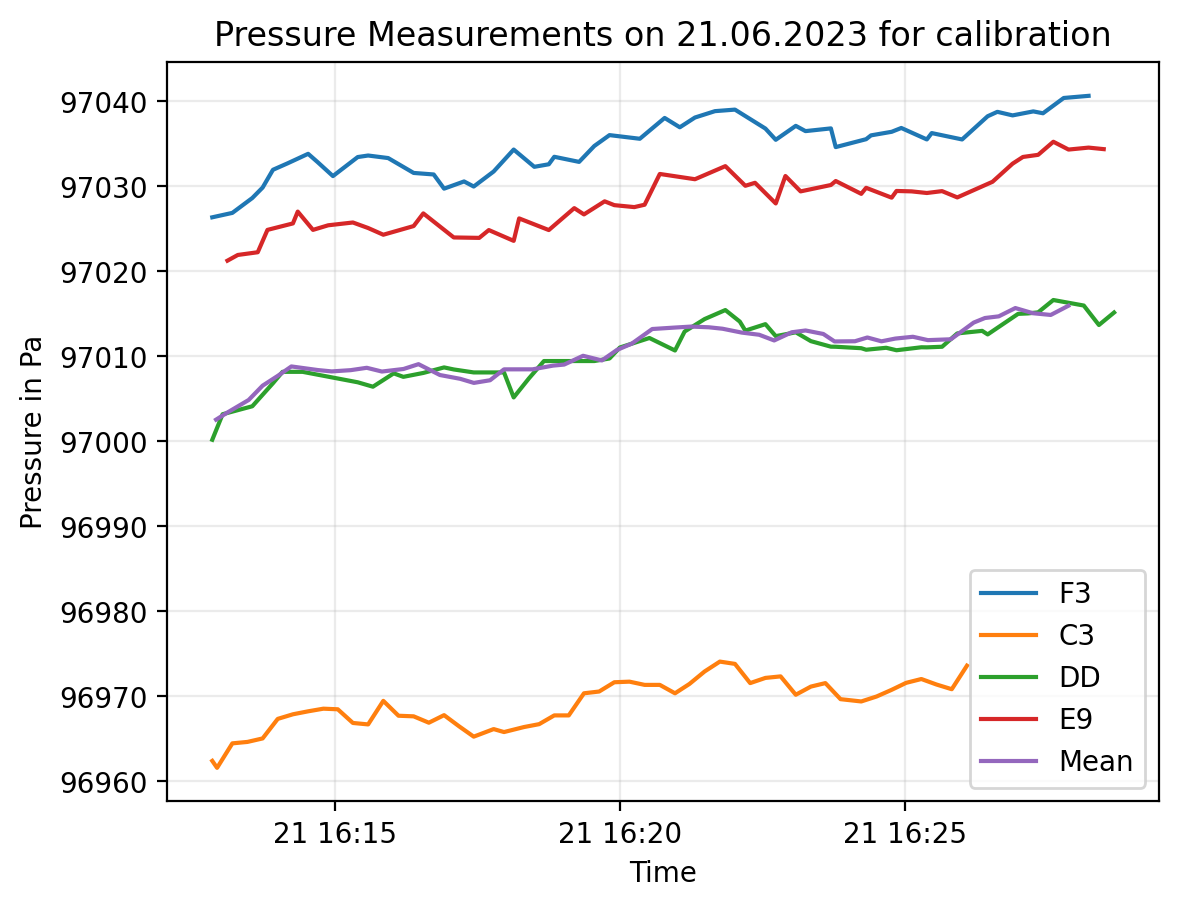 Pressure Measurements on 21.06.2023 for calibration
97040
97030
97020
97010
97000
96990
96980
96970
96960
Pressure in Pa
F3
C3
DD
E9
Mean
21 16:15
21 16:20
21 16:25
Time